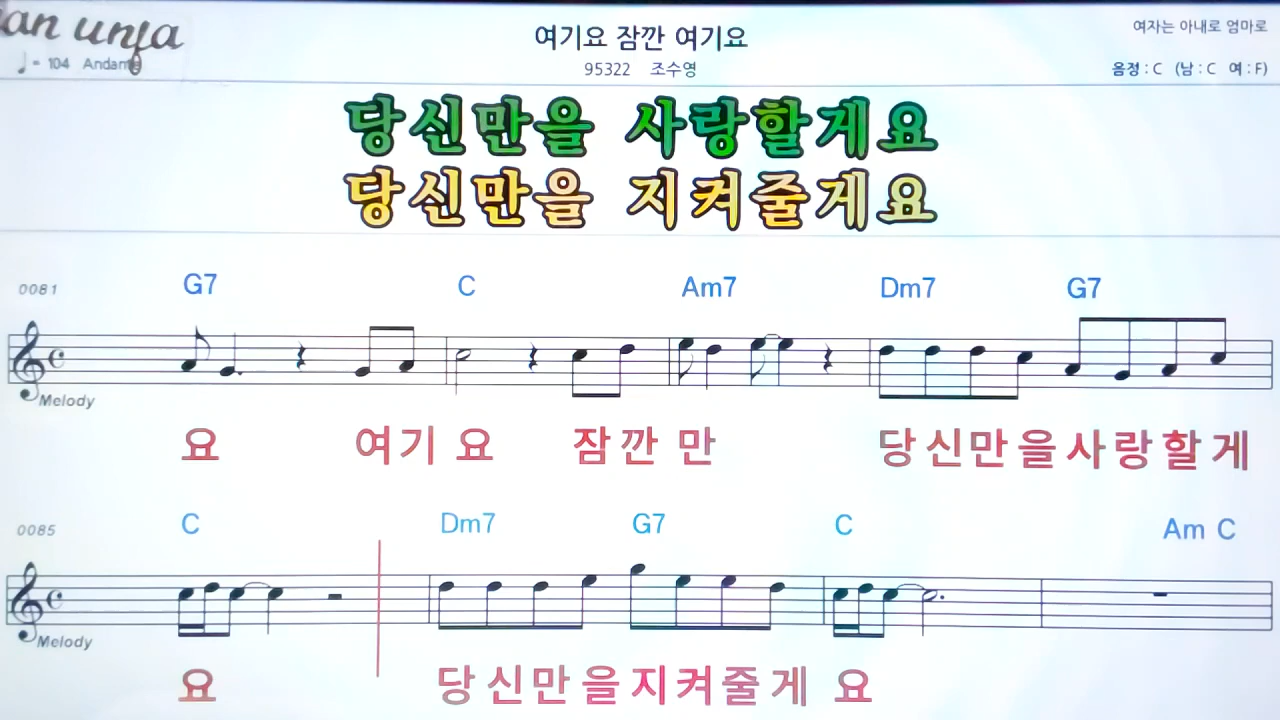 여기요 잠깐 여기요
여자는 아내로 엄마로
♩= 104 Andante
95322 조수영
음정 : C (남 : C 여 : F)
당신만을 사랑할게요
당신만을 지켜줄게요
0081 G7 C Am7 Dm7 G7
Melody
요 여기 요 잠깐 만 당신만을사랑할게
0085 C Dm7 G7 C Am C
Melody
요 당신만을지켜줄게 요